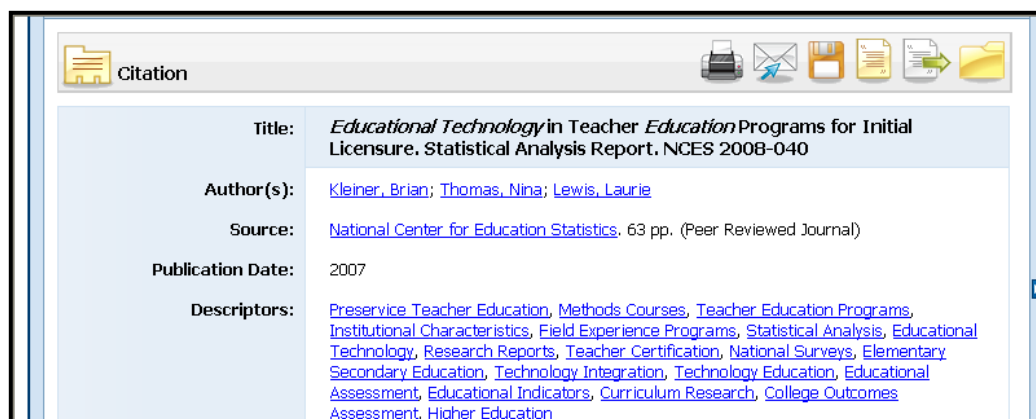 Citation
Title: Educational Technology in Teacher Education Programs for Initial
Licensure. Statistical Analysis Report. NCES 2008-040
Author(s): Kleiner, Brian; Thomas, Nina; Lewis, Laurie
Source: National Center for Education Statistics. 63 pp. (Peer Reviewed Journal)
Publication Date: 2007
Descriptors: Preservice Teacher Education, Methods Courses, Teacher Education Programs,
Institutional Characteristics, Field Experience Programs, Statistical Analysis, Educational
Technology, Research Reports, Teacher Certification, National Surveys, Elementary
Secondary Education, Technology Integration, Technology Education, Educational
Assessment, Educational Indicators, Curriculum Research, College Outcomes
Assessment, Higher Education